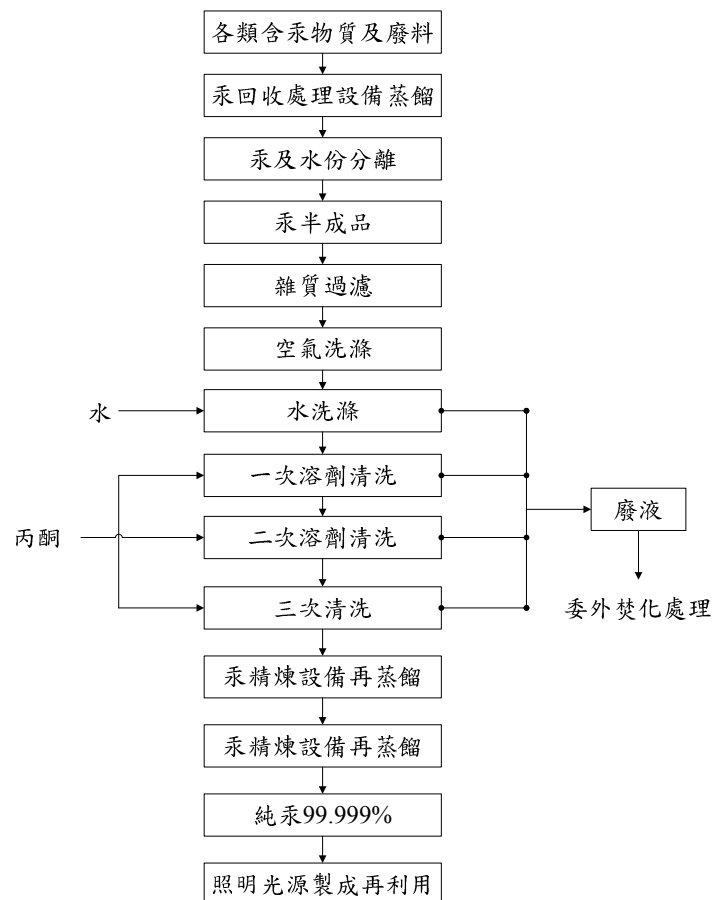 各類含汞物質及廢料
汞回收處理設備蒸餾
汞及水份分離
汞半成品
雜質過濾
空氣洗滌
水
水洗滌
一次溶劑清洗
廢液
丙酮
二次溶劑清洗
三次清洗
委外焚化處理
汞精煉設備再蒸餾
汞精煉設備再蒸餾
純汞99.999%
照明光源製成再利用